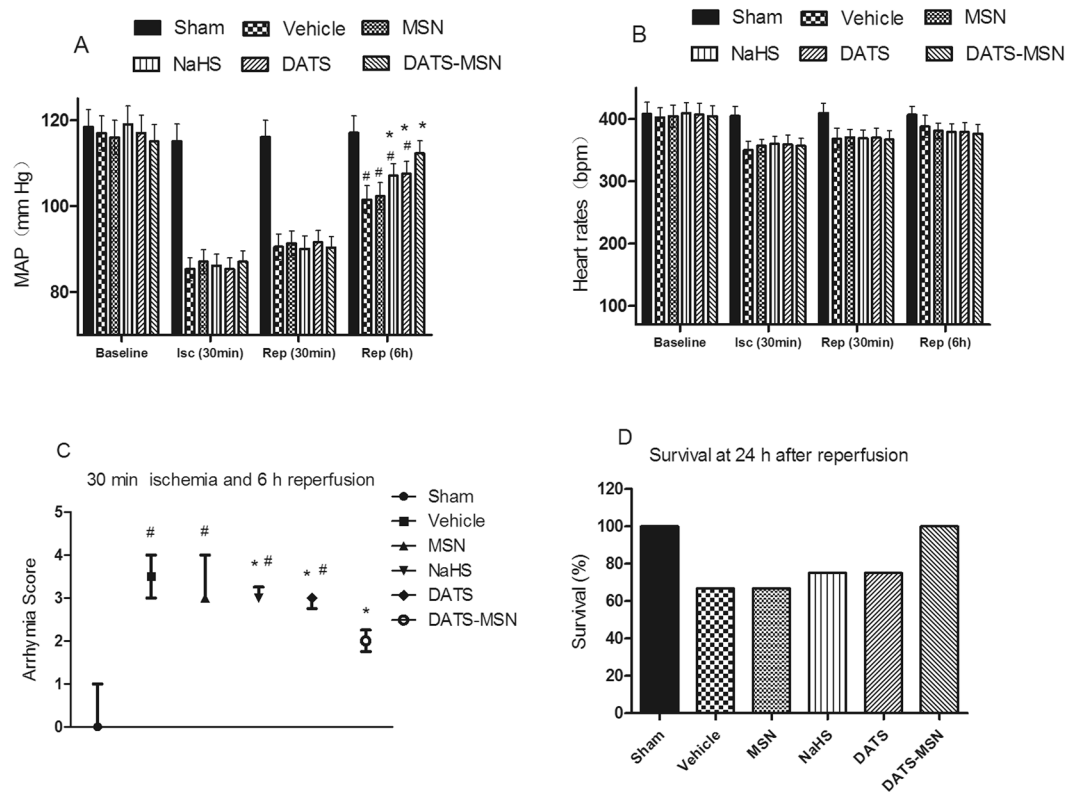 A
Sham Vehicle MSN
NaHS DATS DATS-MSN
MAP (mm Hg)
120
100
80
* * *
# # # #
Baseline Isc (30min) Rep (30min) Rep (6h)
B
Sham Vehicle MSN
NaHS DATS DATS-MSN
Heart rates (bpm)
400
300
200
100
Baseline Isc (30min) Rep (30min) Rep (6h)
C
30 min ischemia and 6 h reperfusion
Arrhymia Score
5
4
3
2
1
0
# # * # * # *
Sham
Vehicle
MSN
NaHS
DATS
DATS-MSN
D
Survival at 24 h after reperfusion
Survival (%)
120
100
80
60
40
20
0
Sham Vehicle MSN NaHS DATS DATS-MSN